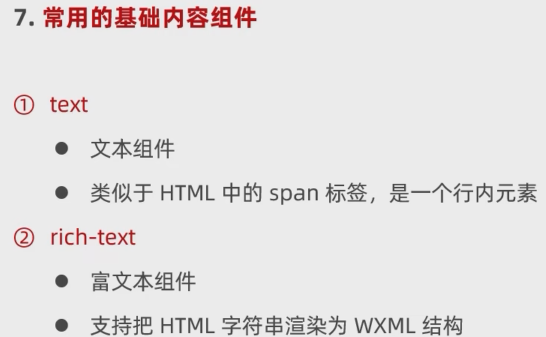 7. 常用的基础内容组件
① text
● 文本组件
● 类似于 HTML 中的 span 标签，是一个行内元素
② rich-text
● 富文本组件
● 支持把 HTML 字符串渲染为 WXML 结构